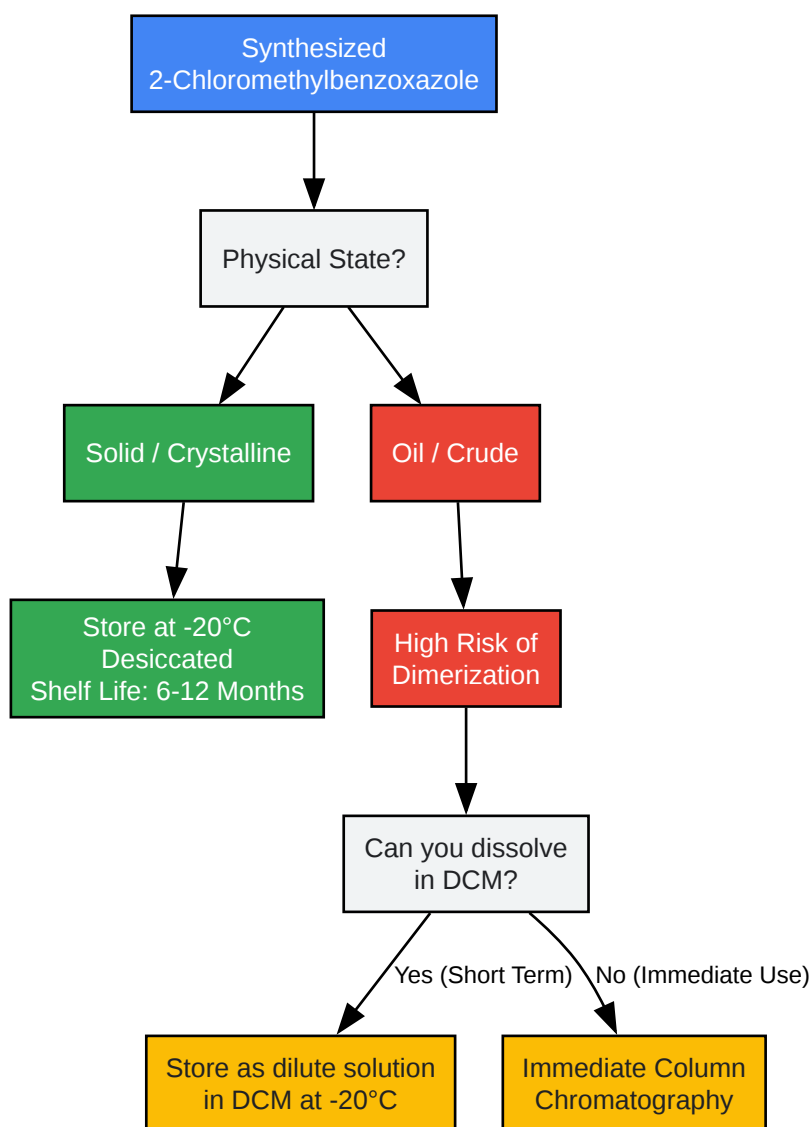 Synthesized
2-Chloromethylbenzoxazole
Physical State?
Solid / Crystalline
Oil / Crude
Store at -20°C
Desiccated
Shelf Life: 6-12 Months
High Risk of
Dimerization
Can you dissolve
in DCM?
Yes (Short Term)
No (Immediate Use)
Store as dilute solution
in DCM at -20°C
Immediate Column
Chromatography